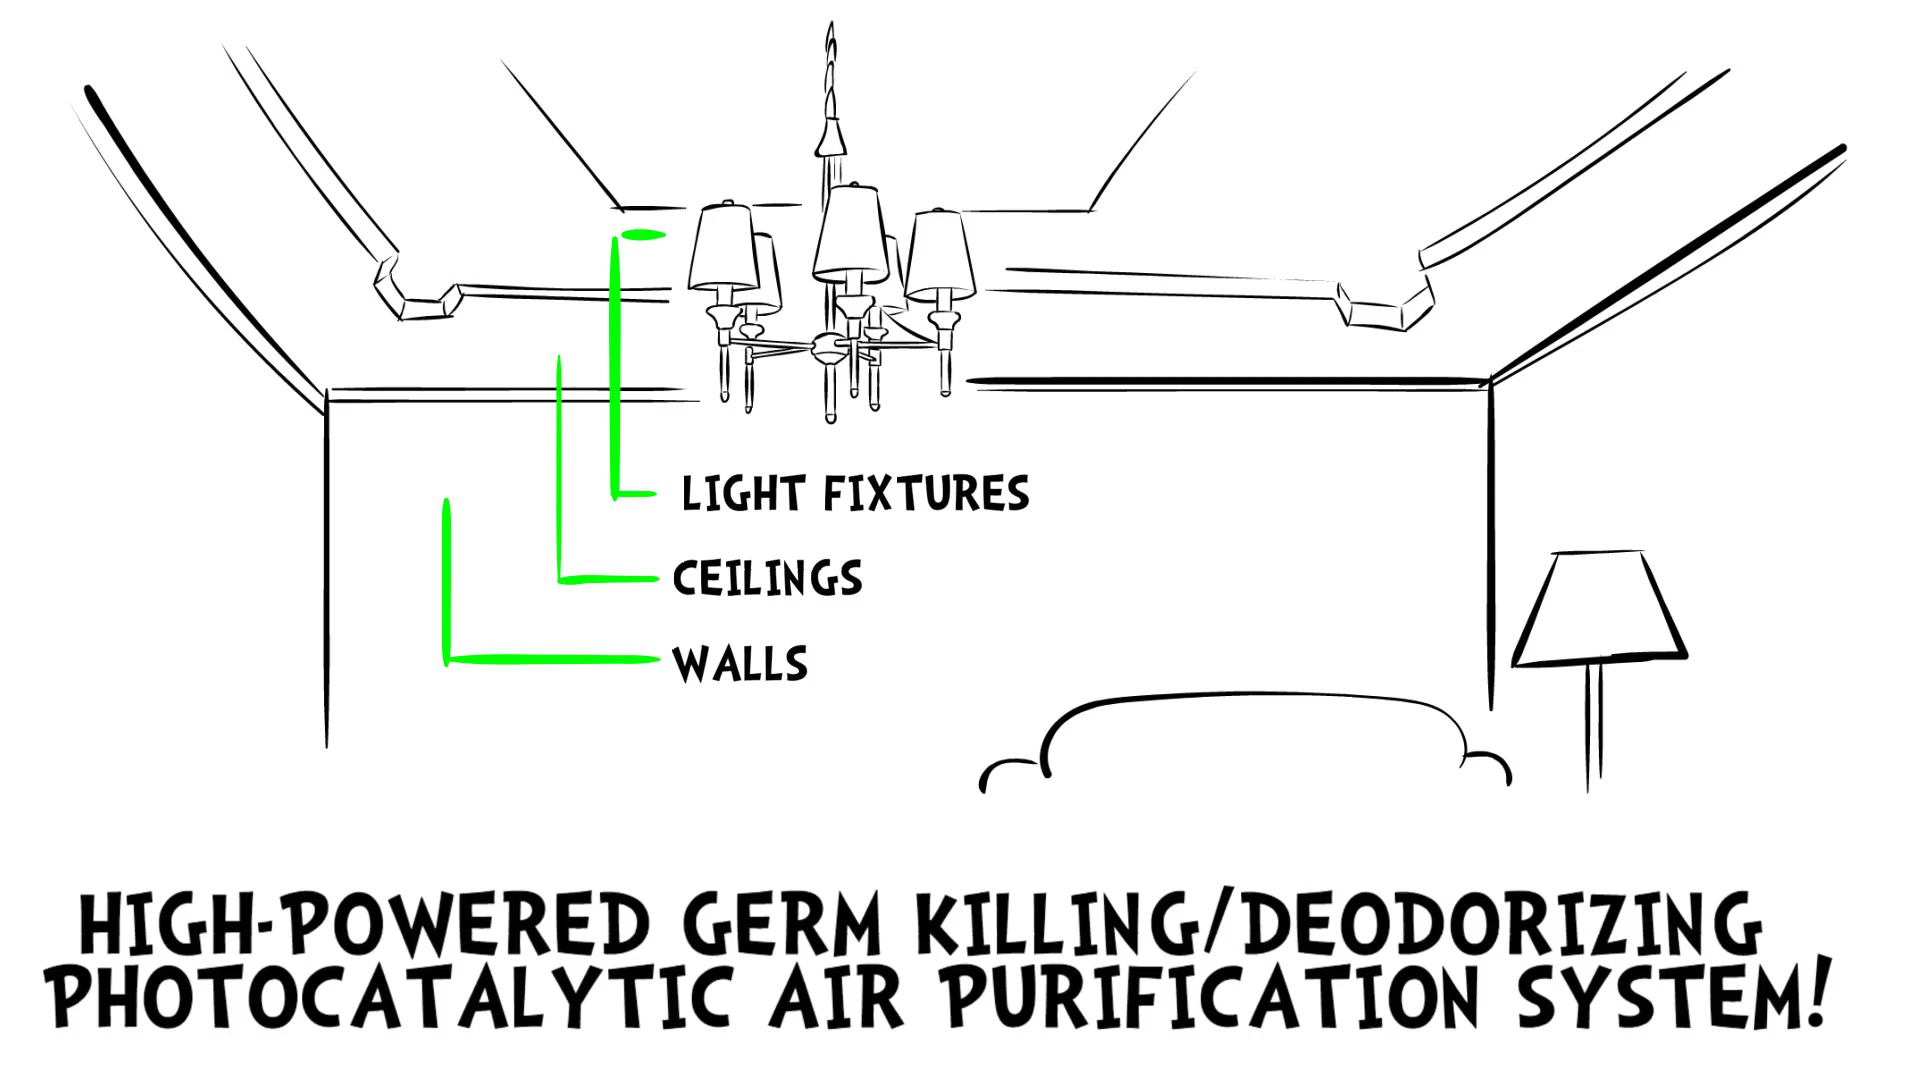 LIGHT FIXTURES
CEILINGS
WALLS
HIGH-POWERED GERM KILLING/DEODORIZING
PHOTOCATALYTIC AIR PURIFICATION SYSTEM!